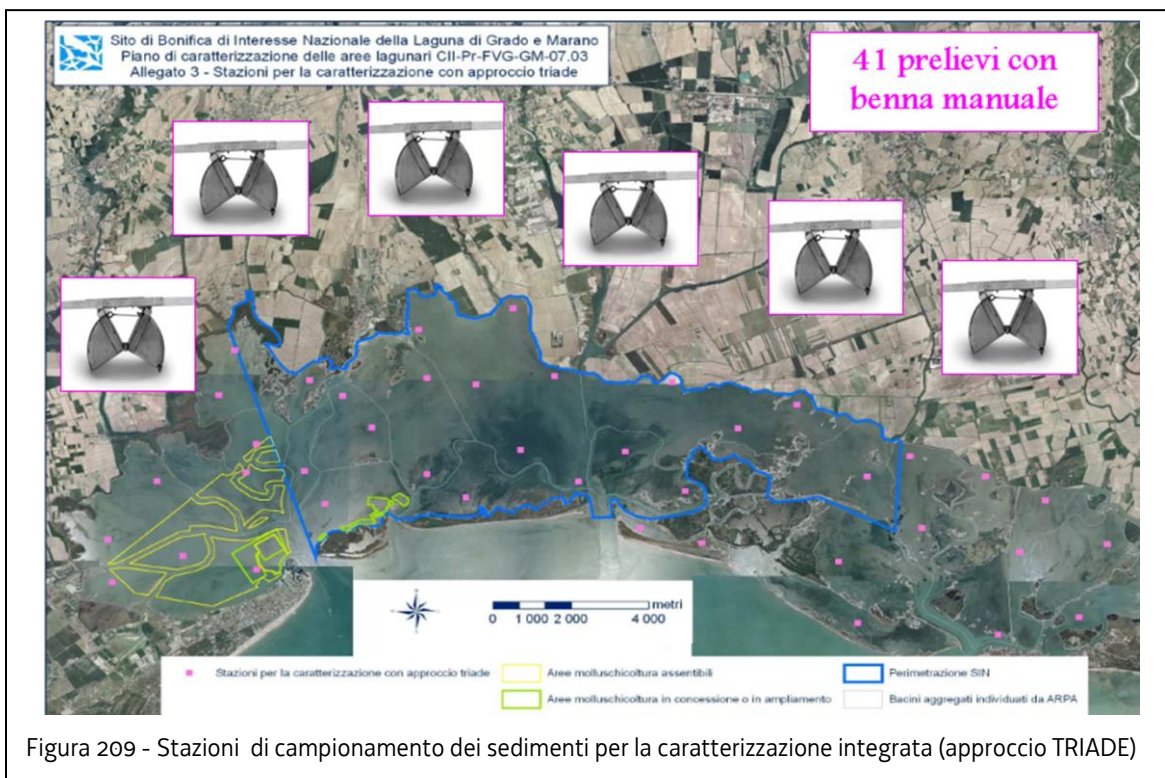 Sito di Bonifica di Interesse Nazionale della Laguna di Grado e Marano
Piano di caratterizzazione delle aree lagunari CII-Pr-FVG-GM-07.03
Allegato 3 - Stazioni per la caratterizzazione con approccio triade
41 prelievi con
benna manuale
metri
0 1 000 2 000 4 000
Stazioni per la caratterizzazione con approccio triade
Aree molluschicoltura assentibili
Perimetrazione SIN
Aree molluschicoltura in concessione o in ampliamento
Bacini aggregati individuati da ARPA
Figura 209 - Stazioni di campionamento dei sedimenti per la caratterizzazione integrata (approccio TRIADE)